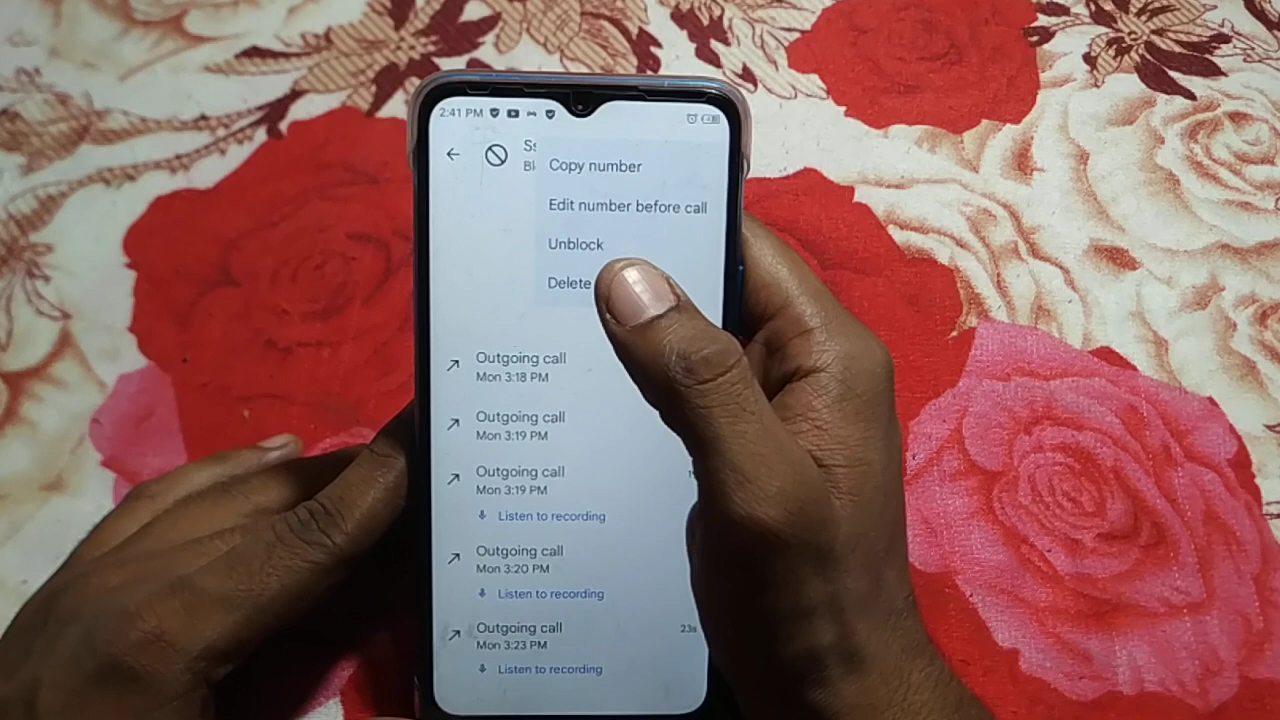 2:41 PM
Copy number
Edit number before call
Unblock
Delete
Outgoing call
Mon 3:18 PM
Outgoing call
Mon 3:19 PM
Outgoing call
Mon 3:19 PM
Listen to recording
Outgoing call
Mon 3:20 PM
Listen to recording
Outgoing call
23s
Mon 3:23 PM
Listen to recording